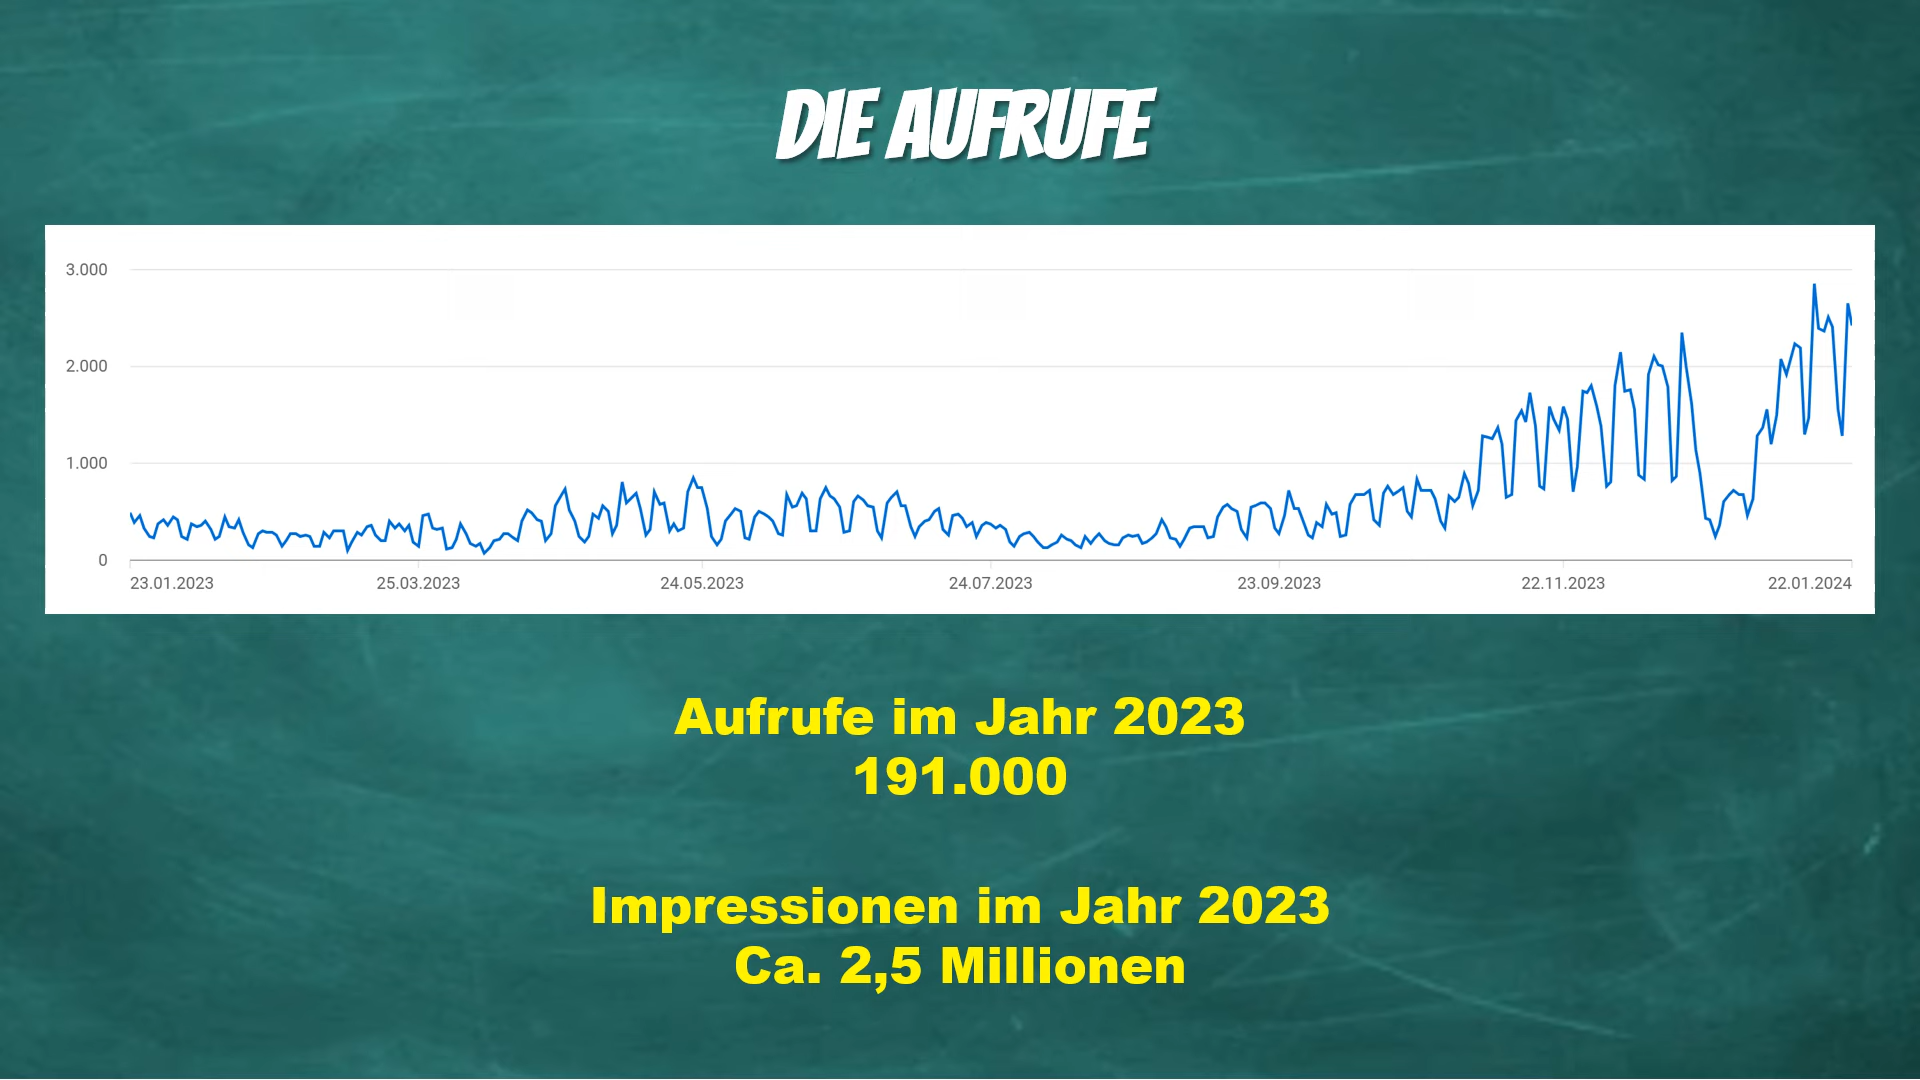 DIE AUFRUFE
3.000
2.000
1.000
0
23.01.2023 25.03.2023 24.05.2023 24.07.2023 23.09.2023 22.11.2023 22.01.2024
Aufrufe im Jahr 2023
191.000
Impressionen im Jahr 2023
Ca. 2,5 Millionen